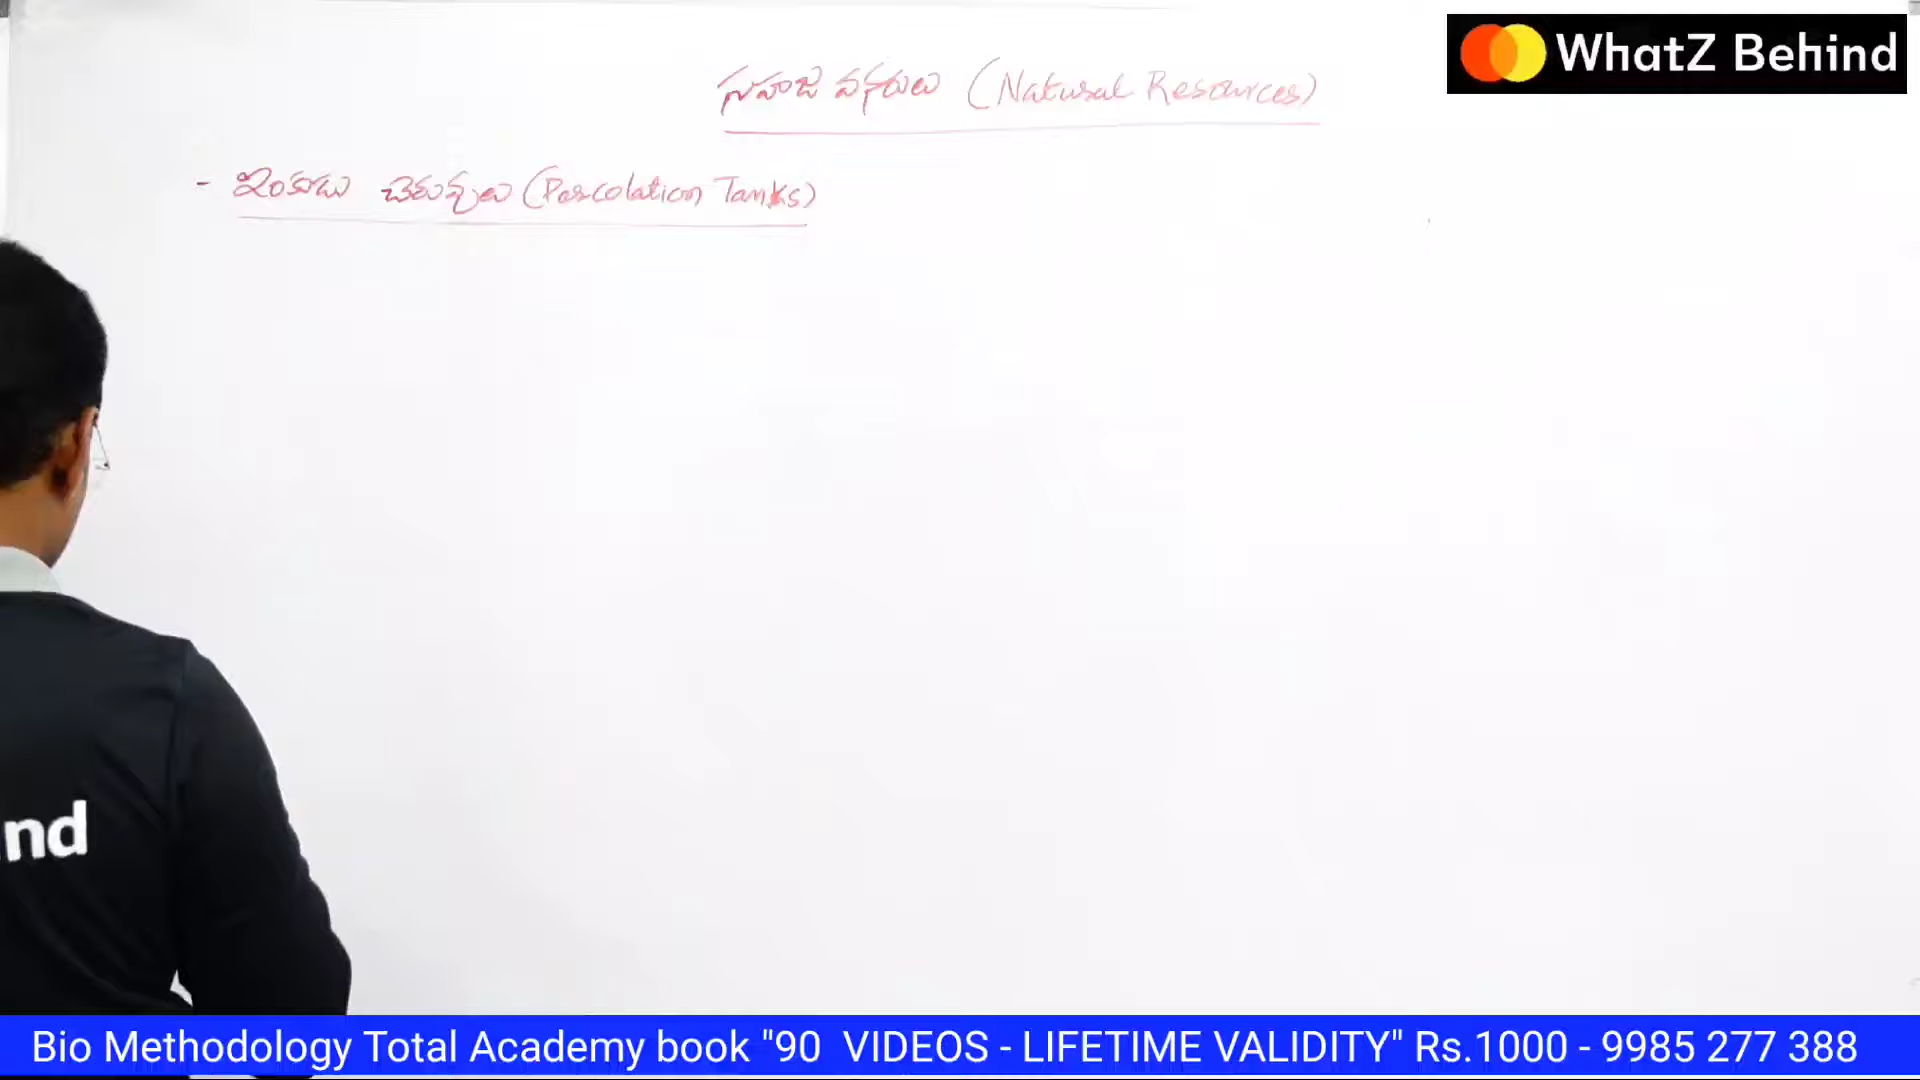 WhatZ Behind
సహజ వనరులు (Natural Resources)
- ఇంకుడు చెరువులు (Percolation Tanks)
nd
Bio Methodology Total Academy book "90 VIDEOS - LIFETIME VALIDITY" Rs.1000 - 9985 277 388